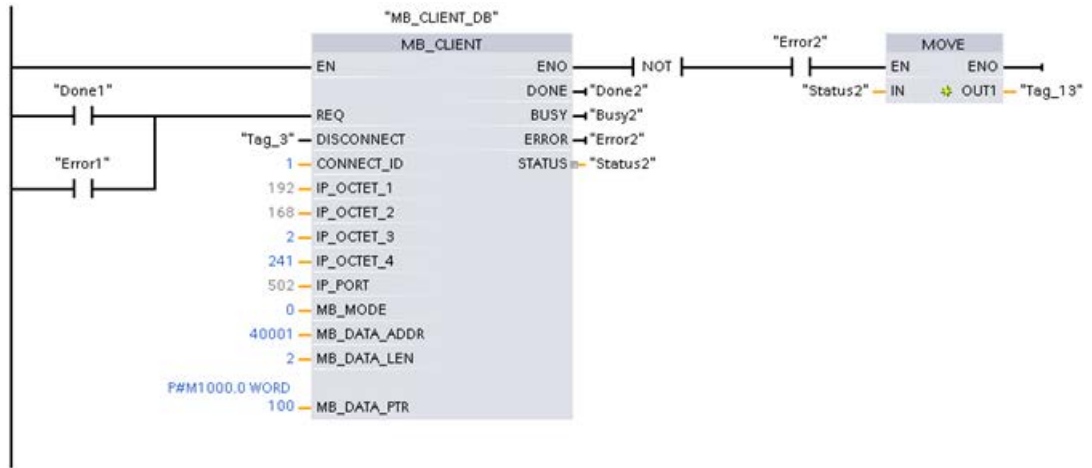 "MB_CLIENT_DB"
MB_CLIENT
"Error2"
MOVE
EN ENO NOT EN ENO
"Done1" DONE "Done2" "Status2" IN OUT1 "Tag_13"
REQ BUSY "Busy2"
"Tag_3" DISCONNECT ERROR "Error2"
"Error1" 1 CONNECT_ID STATUS "Status2"
192 IP_OCTET_1
168 IP_OCTET_2
2 IP_OCTET_3
241 IP_OCTET_4
502 IP_PORT
0 MB_MODE
40001 MB_DATA_ADDR
2 MB_DATA_LEN
P#M1000.0 WORD
100 MB_DATA_PTR